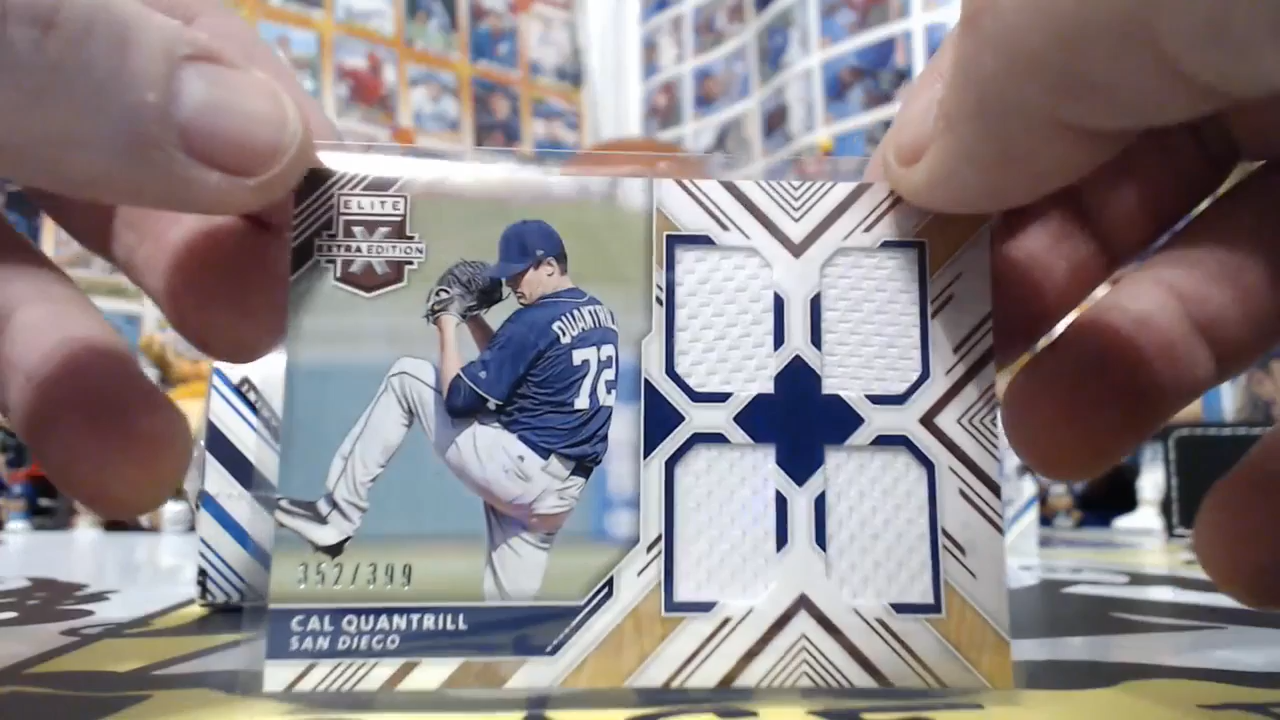 ELITE
X
EXTRA EDITION
QUANTRILL
72
352/399
CAL QUANTRILL
SAN DIEGO